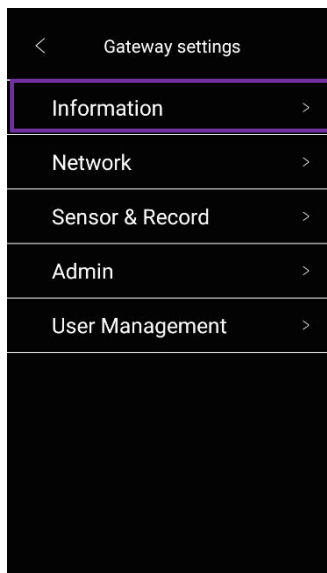 Gateway settings
Information
Network
Sensor & Record
Admin
User Management